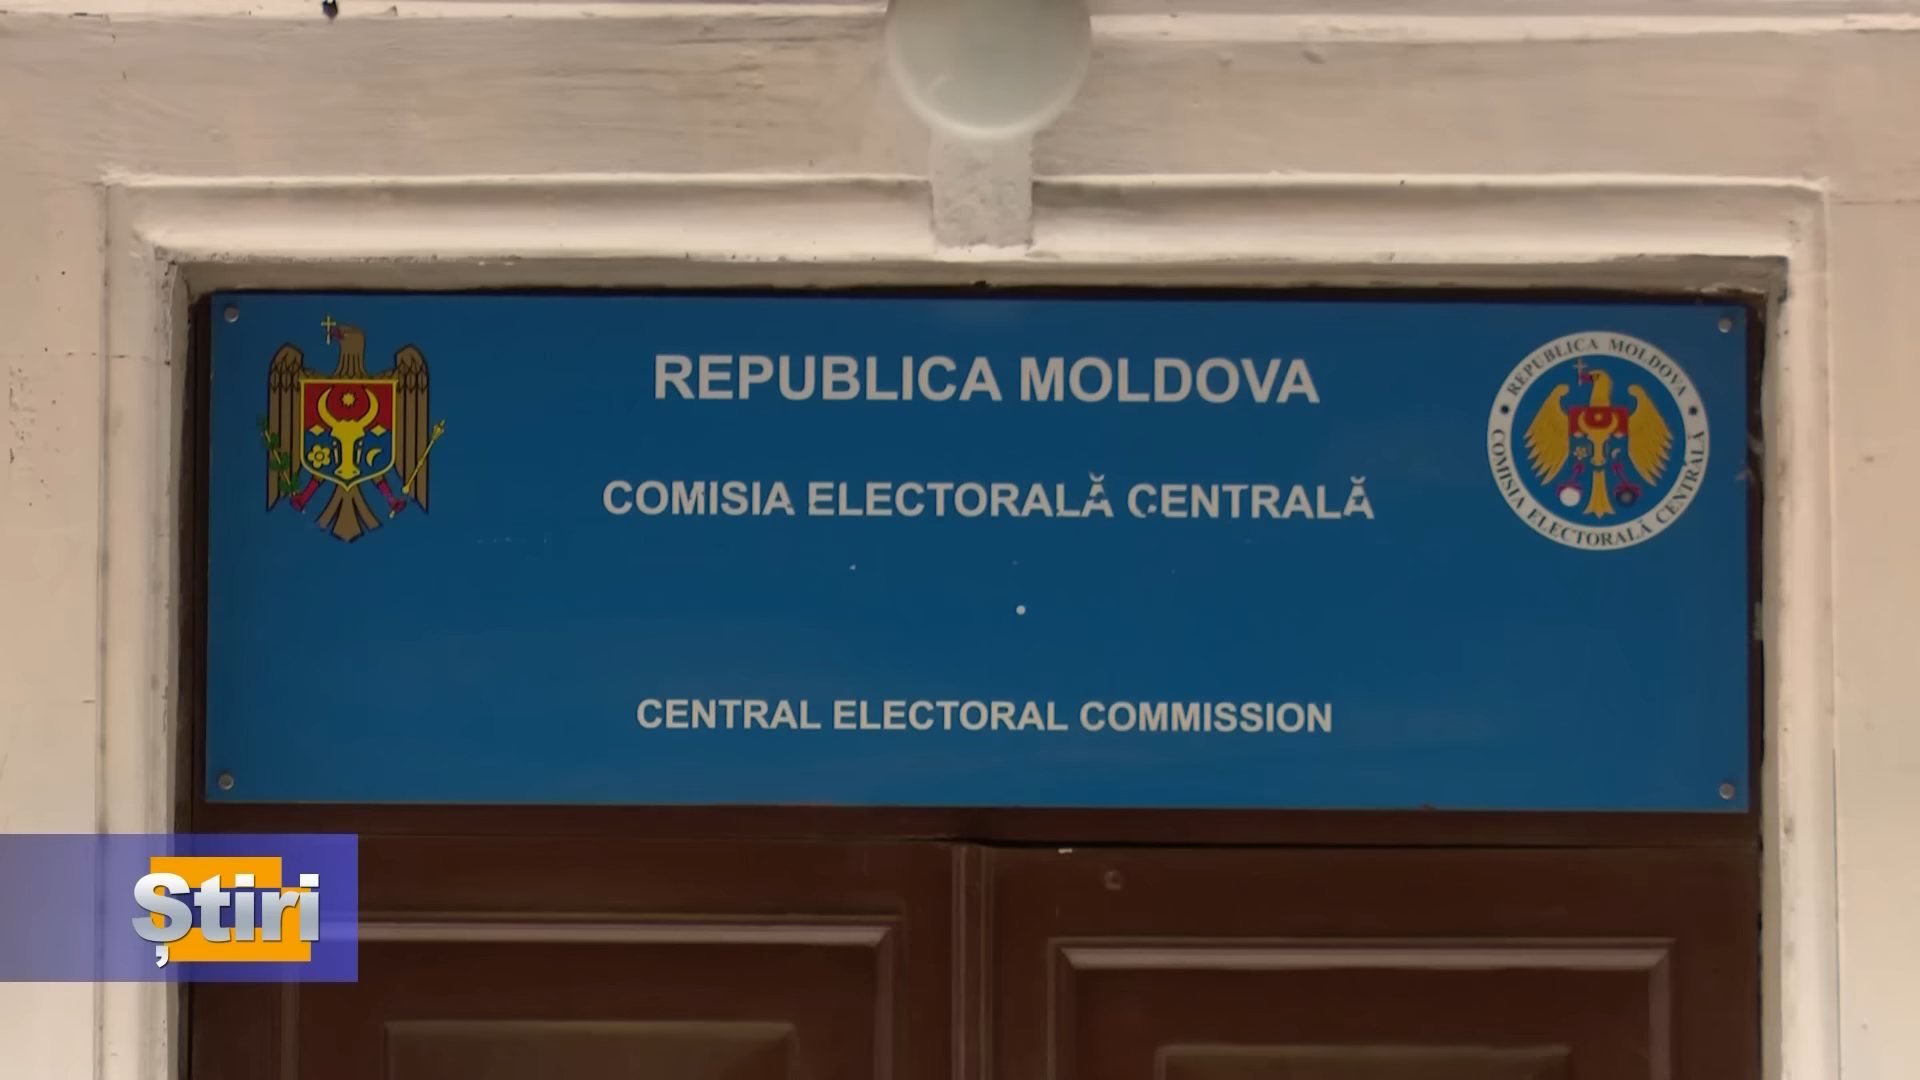 REPUBLICA MOLDOVA
COMISIA ELECTORALĂ CENTRALĂ
CENTRAL ELECTORAL COMMISSION
REPUBLICA MOLDOVA
COMISIA ELECTORALĂ CENTRALĂ
Știri